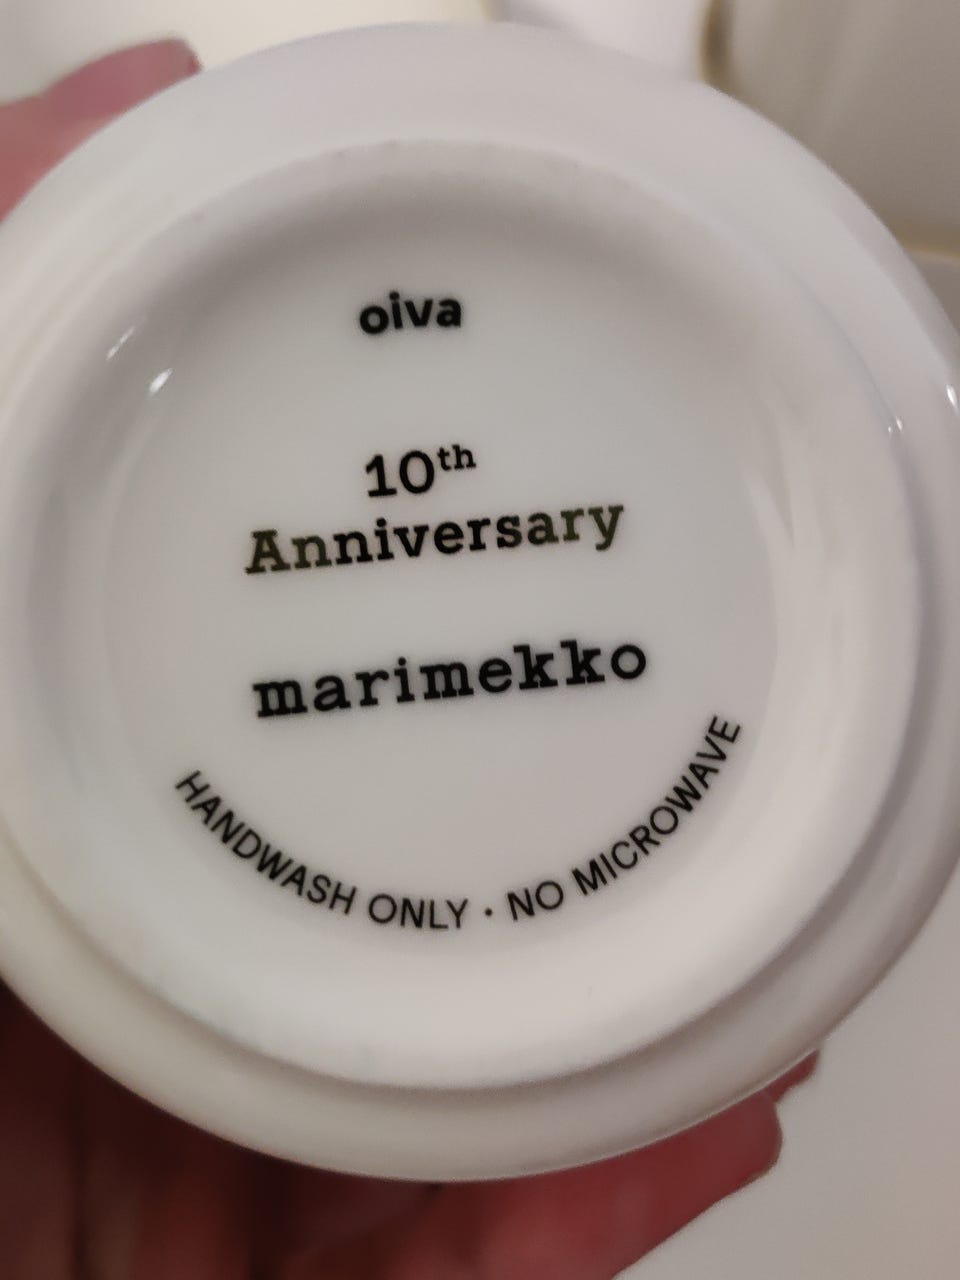 oiva
10th
Anniversary
marimekko
HANDWASH ONLY · NO MICROWAVE